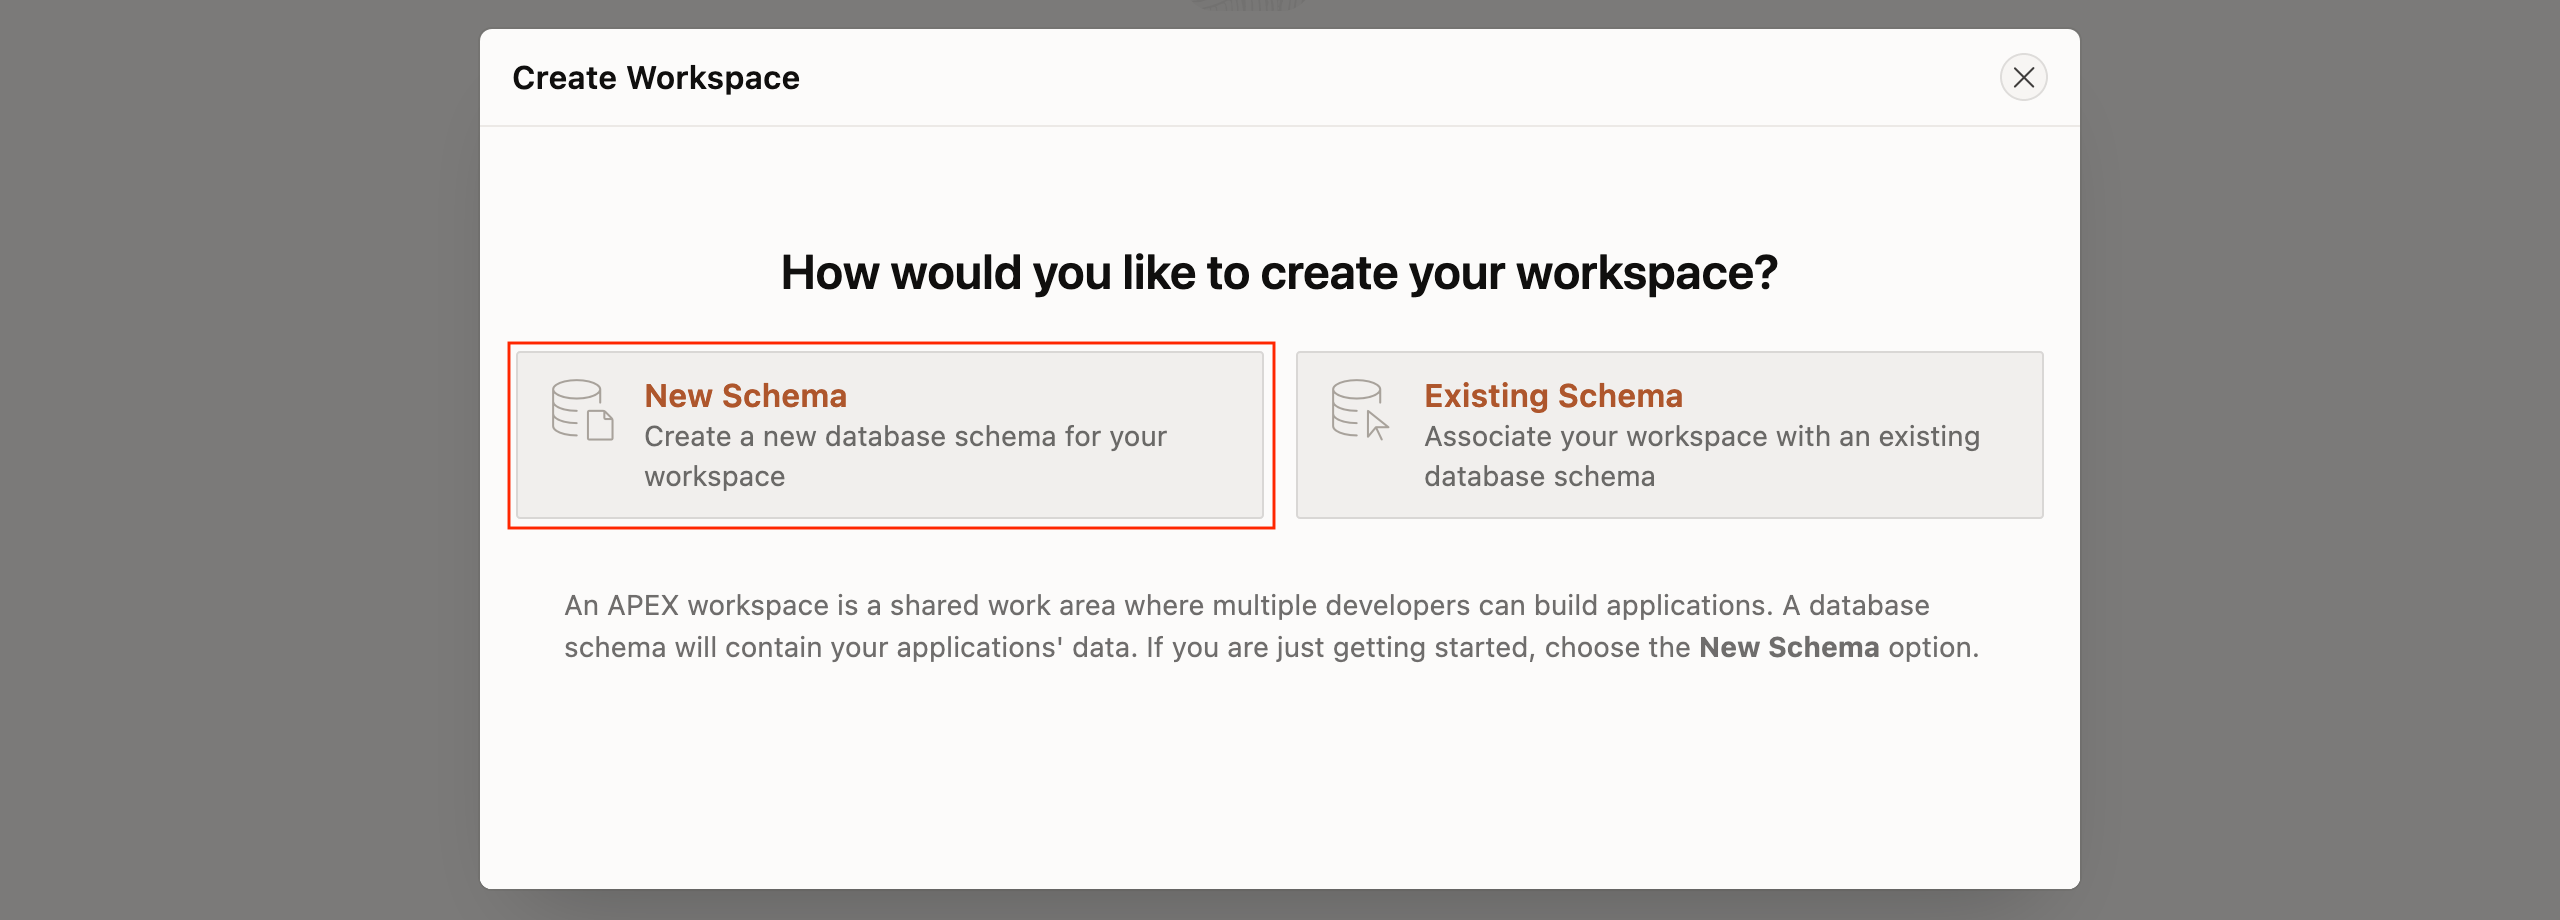 Create Workspace
How would you like to create your workspace?
New Schema
Create a new database schema for your
workspace
Existing Schema
Associate your workspace with an existing
database schema
An APEX workspace is a shared work area where multiple developers can build applications. A database
schema will contain your applications' data. If you are just getting started, choose the New Schema option.